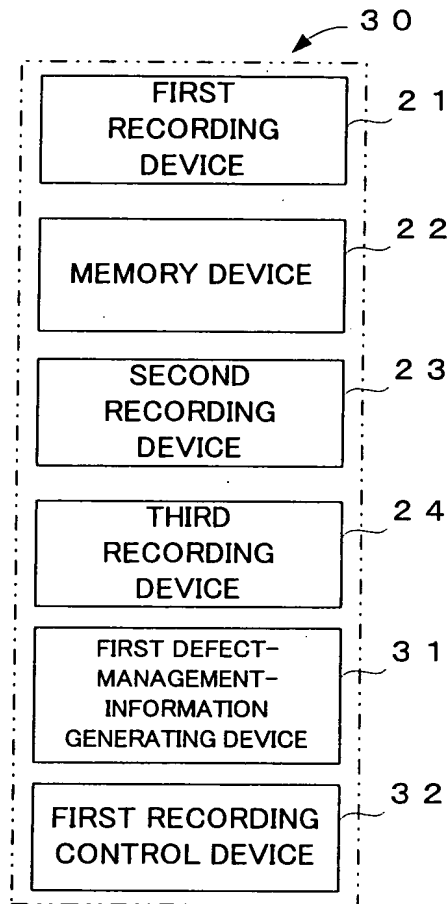 30
FIRST
RECORDING
DEVICE
21
MEMORY DEVICE
22
SECOND
RECORDING
DEVICE
23
THIRD
RECORDING
DEVICE
24
FIRST DEFECT-
MANAGEMENT-
INFORMATION
GENERATING DEVICE
31
FIRST RECORDING
CONTROL DEVICE
32